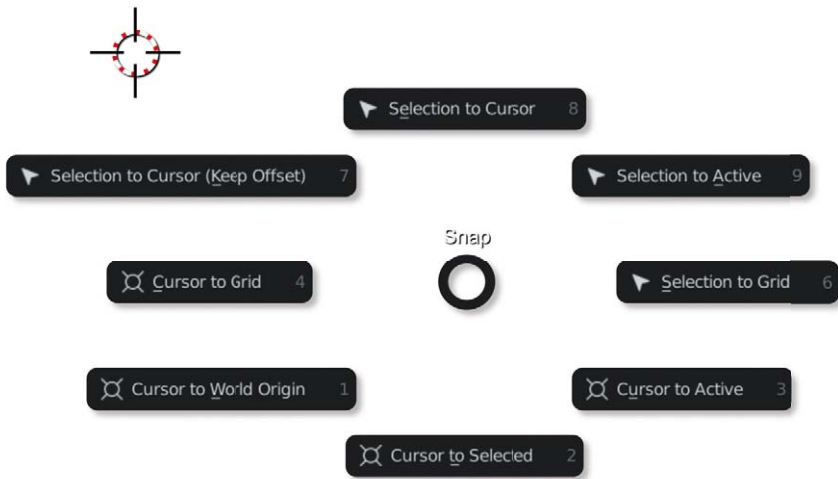 Selection to Cursor 8
Selection to Cursor (Keep Offset) 7
Selection to Active 9
Snap
Cursor to Grid 4
Selection to Grid 6
Cursor to World Origin 1
Cursor to Active 3
Cursor to Selected 2